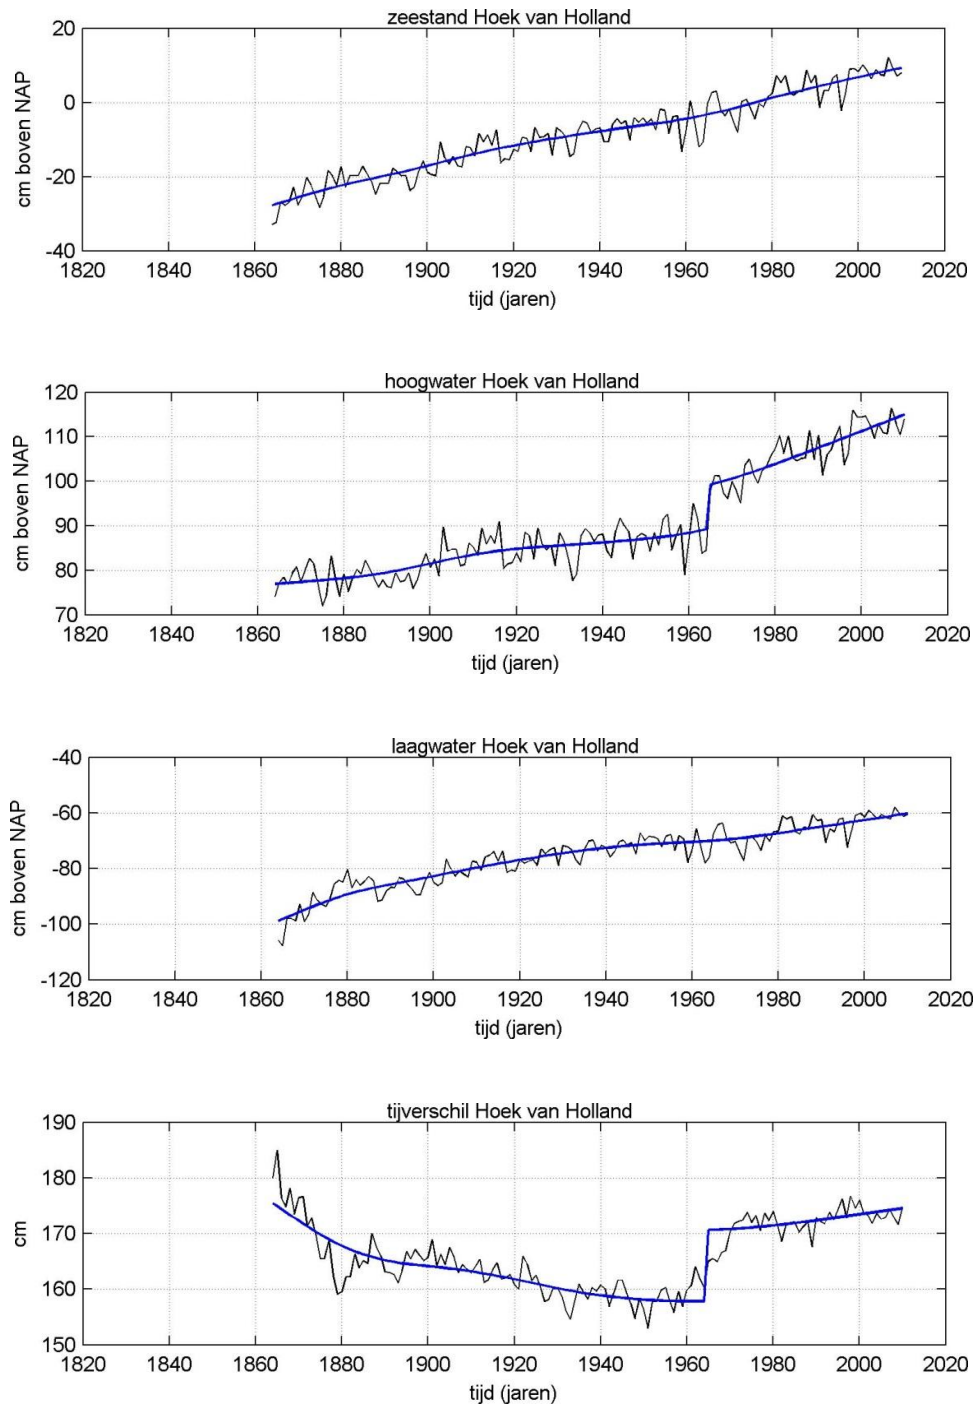 zeestand Hoek van Holland
20
0
-20
-40
cm boven NAP
1820 1840 1860 1880 1900 1920 1940 1960 1980 2000 2020
tijd (jaren)
hoogwater Hoek van Holland
120
110
100
90
80
70
cm boven NAP
1820 1840 1860 1880 1900 1920 1940 1960 1980 2000 2020
tijd (jaren)
laagwater Hoek van Holland
-40
-60
-80
-100
-120
cm boven NAP
1820 1840 1860 1880 1900 1920 1940 1960 1980 2000 2020
tijd (jaren)
tijverschil Hoek van Holland
190
180
170
160
150
cm
1820 1840 1860 1880 1900 1920 1940 1960 1980 2000 2020
tijd (jaren)